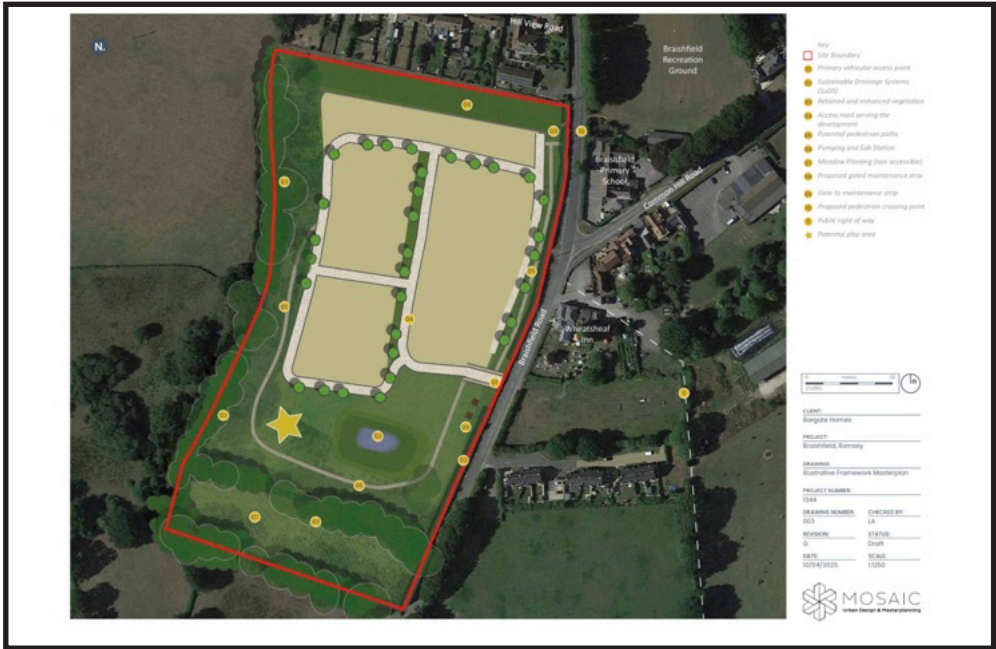 N.
Hill View Road
Braishfield
Recreation
Ground
Braishfield
Primary
School
Common Hill Road
Braishfield Road
Wheatsheaf
Inn
Key:
Site Boundary
Primary vehicular access point
Sustainable Drainage Systems
(SuDS)
Retained and enhanced vegetation
Access road serving the
development
Potential pedestrian paths
Pumping and Sub Station
Meadow Planting (non accessible)
Proposed gated maintenance strip
Gate to maintenance strip
Proposed pedestrian crossing point
Public right of way
Potential play area
metres
CLIENT:
Bargate Homes
PROJECT:
Braishfield, Romsey
DRAWING:
Illustrative Framework Masterplan
PROJECT NUMBER:
1344
DRAWING NUMBER: CHECKED BY:
003 LA
REVISION: STATUS:
G Draft
DATE: SCALE:
10/04/2025 1:1250
MOSAIC
Urban Design & Masterplanning